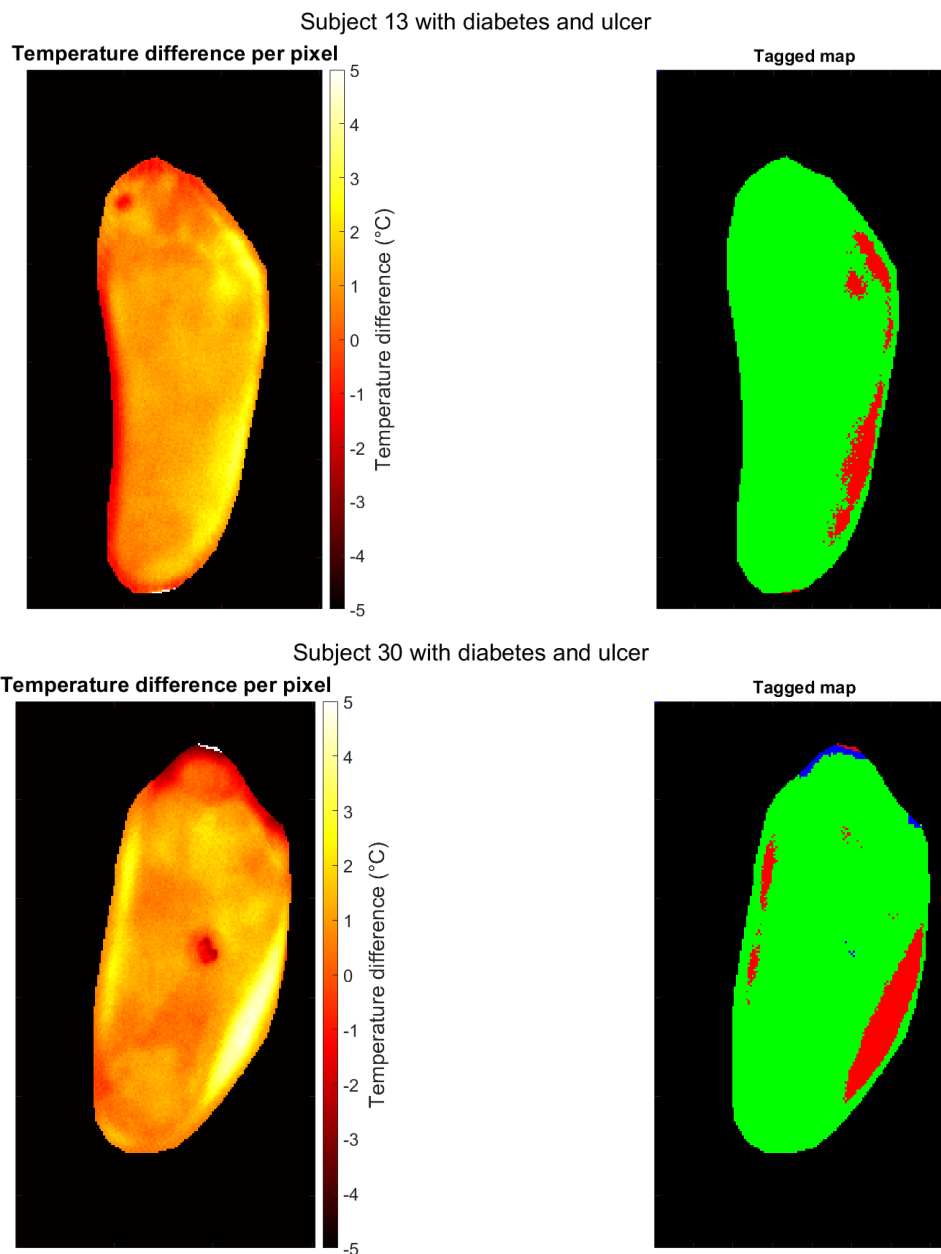 Subject 13 with diabetes and ulcer
Temperature difference per pixel
5
4
3
2
1
0
-1
-2
-3
-4
-5
Temperature difference (°C)
Tagged map
Subject 30 with diabetes and ulcer
Temperature difference per pixel
5
4
3
2
1
0
-1
-2
-3
-4
-5
Temperature difference (°C)
Tagged map